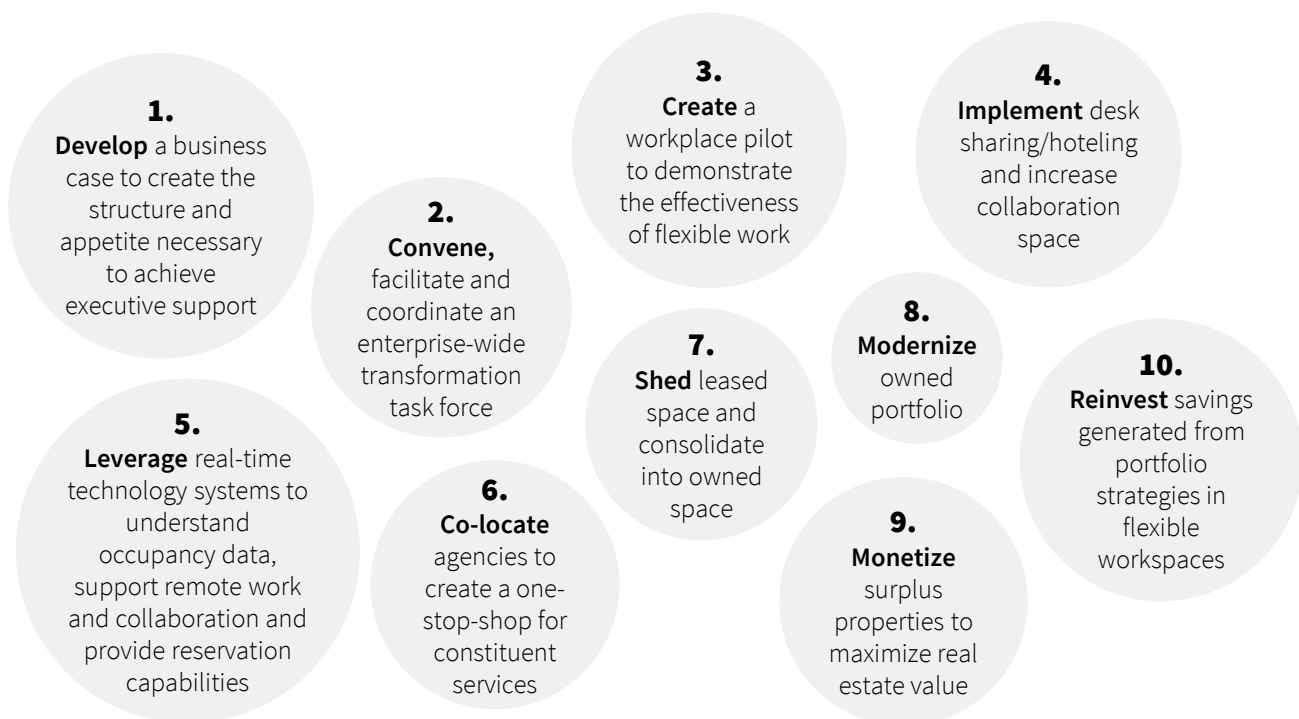 1.
Develop a business
case to create the
structure and
appetite necessary
to achieve
executive support
2.
Convene,
facilitate and
coordinate an
enterprise-wide
transformation
task force
3.
Create a
workplace pilot
to demonstrate
the effectiveness
of flexible work
4.
Implement desk
sharing/hoteling
and increase
collaboration
space
5.
Leverage real-time
technology systems to
understand
occupancy data,
support remote work
and collaboration and
provide reservation
capabilities
6.
Co-locate
agencies to
create a one-
stop-shop for
constituent
services
7.
Shed leased
space and
consolidate
into owned
space
8.
Modernize
owned
portfolio
9.
Monetize
surplus
properties to
maximize real
estate value
10.
Reinvest savings
generated from
portfolio
strategies in
flexible
workspaces